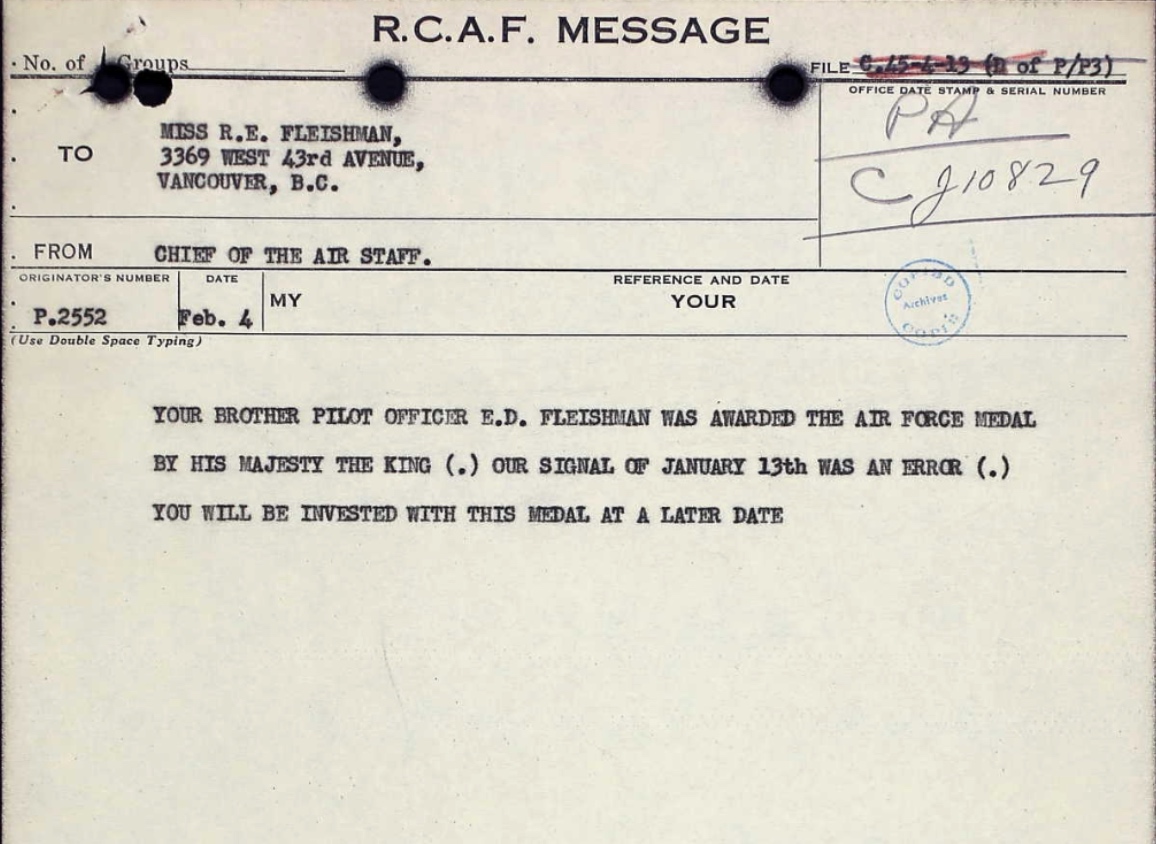 R.C.A.F. MESSAGE
No. of Groups
FILE C.45-4-13 (D of P/P3)
OFFICE DATE STAMP & SERIAL NUMBER
PA
C J10829
TO
MISS R.E. FLEISHMAN,
3369 WEST 43rd AVENUE,
VANCOUVER, B.C.
FROM CHIEF OF THE AIR STAFF.
ORIGINATOR'S NUMBER DATE REFERENCE AND DATE
MY YOUR
P.2552 Feb. 4
COPIED
Archives
COPIE
(Use Double Space Typing)
YOUR BROTHER PILOT OFFICER E.D. FLEISHMAN WAS AWARDED THE AIR FORCE MEDAL
BY HIS MAJESTY THE KING (.) OUR SIGNAL OF JANUARY 13th WAS AN ERROR (.)
YOU WILL BE INVESTED WITH THIS MEDAL AT A LATER DATE